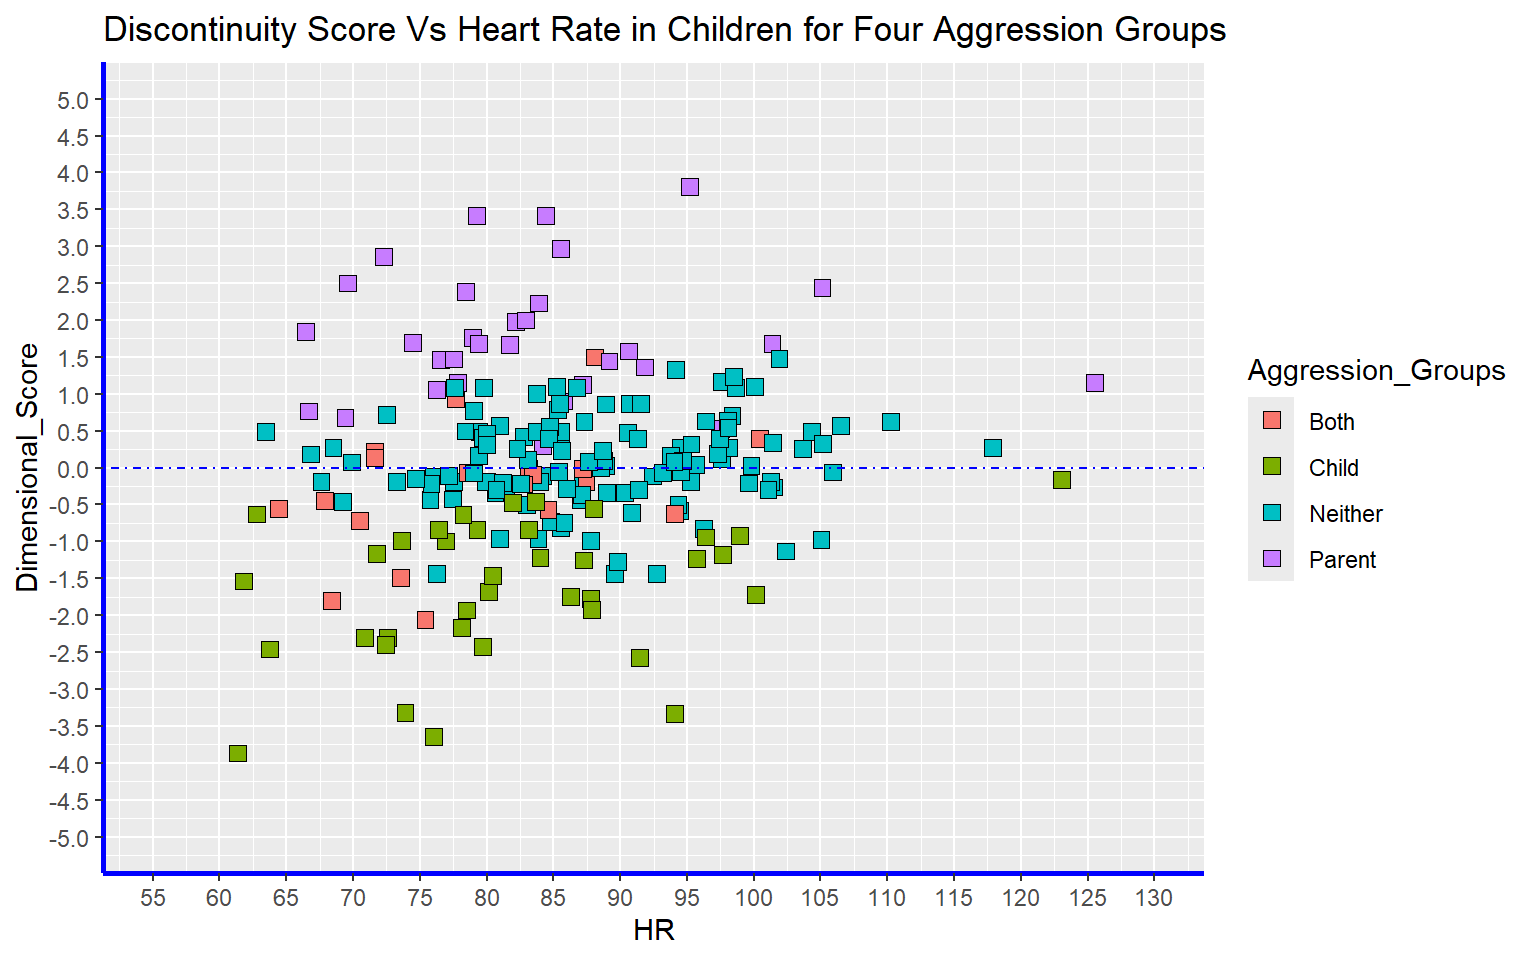 Discontinuity Score Vs Heart Rate in Children for Four Aggression Groups
Dimensional_Score
5.0
4.5
4.0
3.5
3.0
2.5
2.0
1.5
1.0
0.5
0.0
-0.5
-1.0
-1.5
-2.0
-2.5
-3.0
-3.5
-4.0
-4.5
-5.0
55 60 65 70 75 80 85 90 95 100 105 110 115 120 125 130
HR
Aggression_Groups
Both
Child
Neither
Parent